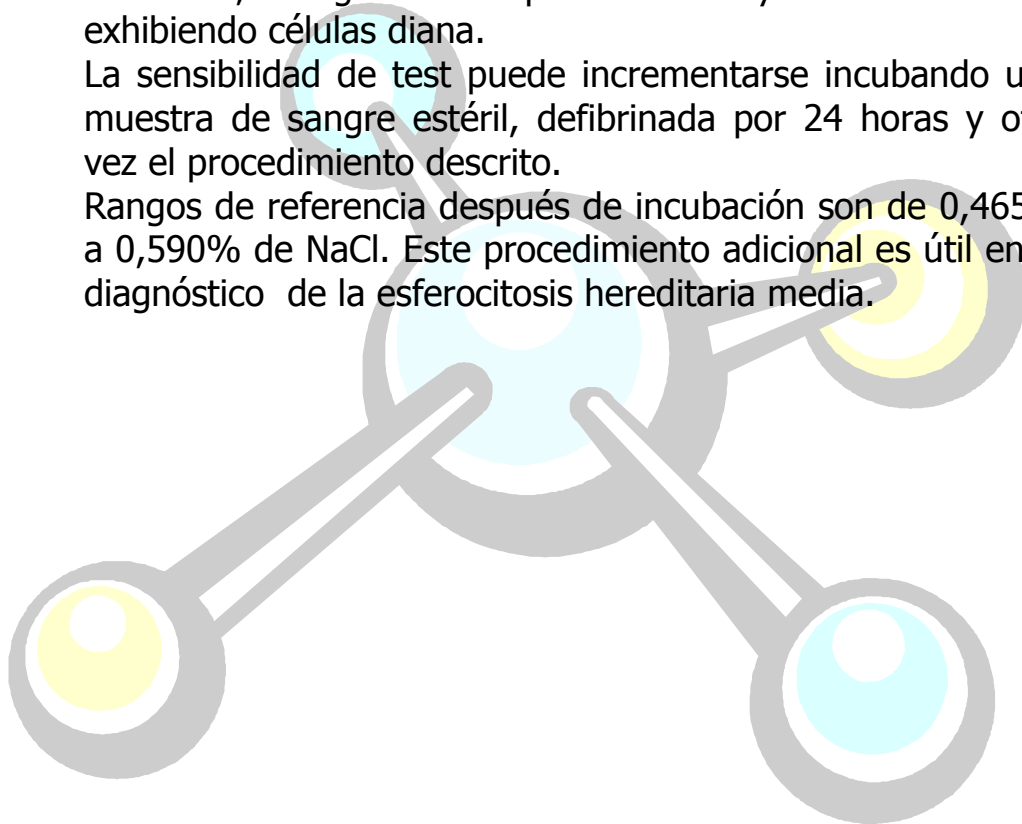 exhibiendo células diana.
La sensibilidad de test puede incrementarse incubando
muestra de sangre estéril, defibrinada por 24 horas y
vez el procedimiento descrito.
Rangos de referencia después de incubación son de 0,465
a 0,590% de NaCl. Este procedimiento adicional es útil en
diagnóstico de la esferocitosis hereditaria media.